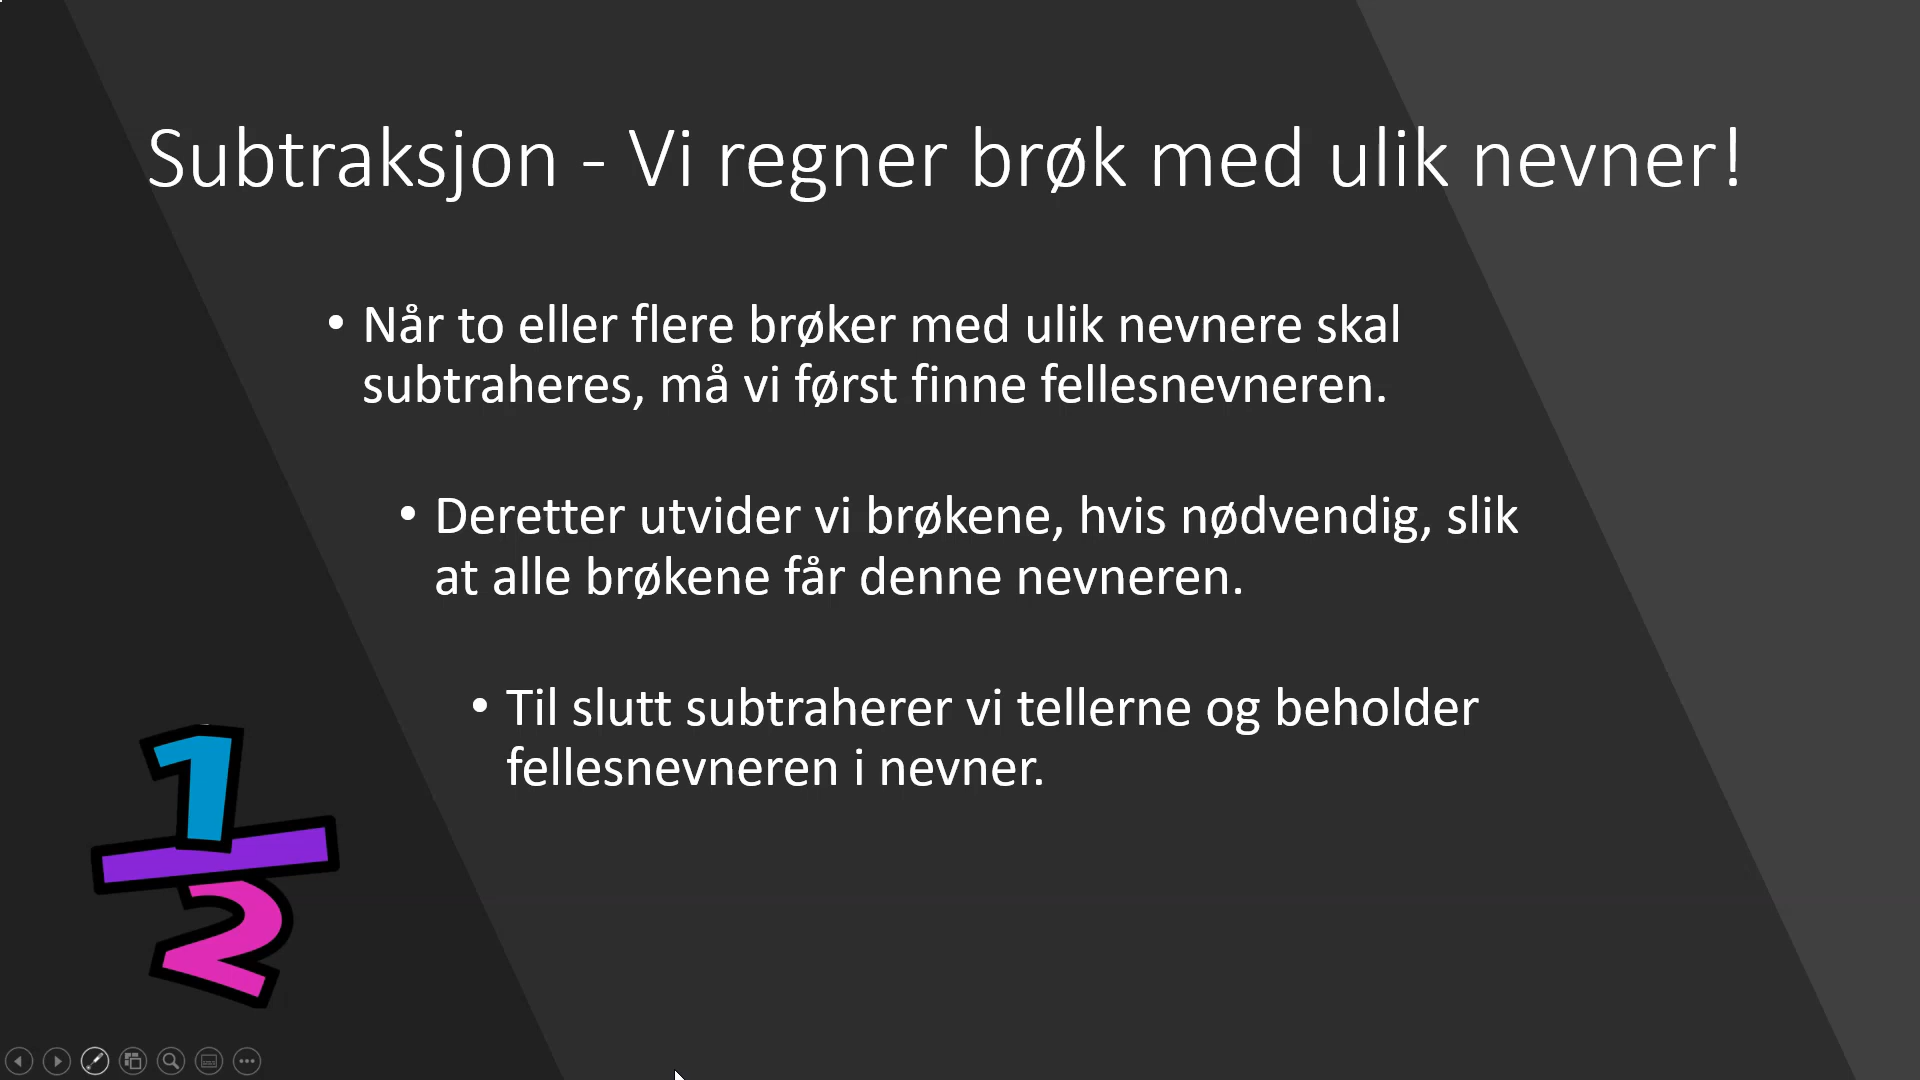 Subtraksjon - Vi regner brøk med ulik nevner!
• Når to eller flere brøker med ulik nevnere skal
subtraheres, må vi først finne fellesnevneren.
• Deretter utvider vi brøkene, hvis nødvendig, slik
at alle brøkene får denne nevneren.
• Til slutt subtraherer vi tellerne og beholder
fellesnevneren i nevner.
1
2